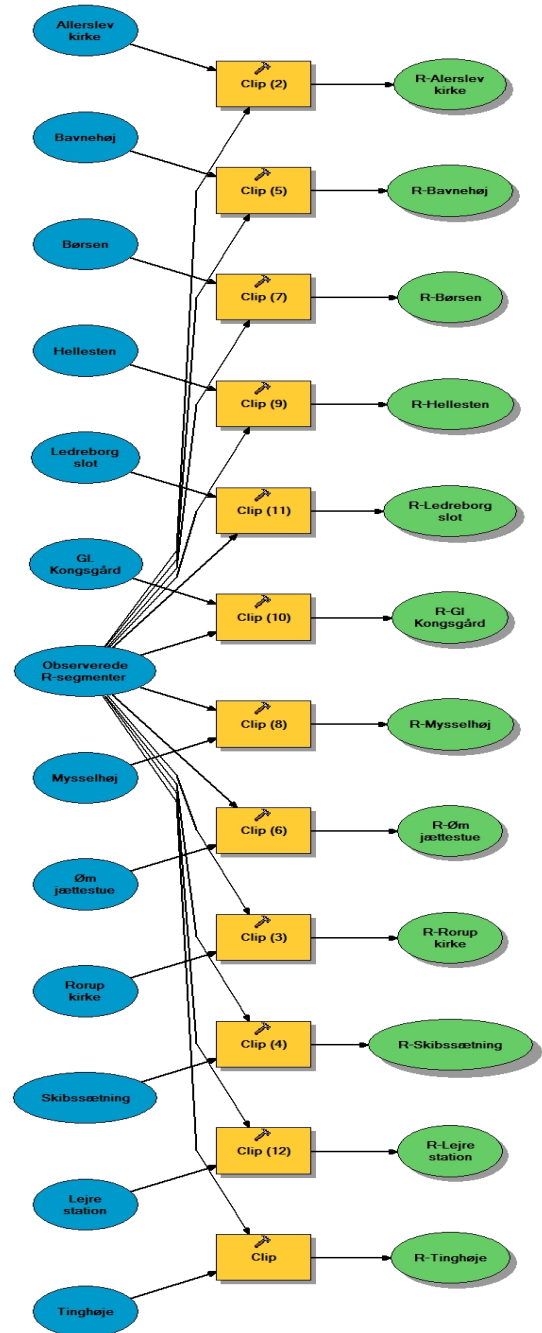 Allerslev
kirke
Clip (2)
R-Alerslev
kirke
Bavnehøj
Clip (5)
R-Bavnehøj
Børsen
Clip (7)
R-Børsen
Hellesten
Clip (9)
R-Hellesten
Ledreborg
slot
Clip (11)
R-Ledreborg
slot
Gl.
Kongsgård
Clip (10)
R-Gl
Kongsgård
Observerede
R-segmenter
Clip (8)
R-Mysselhøj
Mysselhøj
Clip (6)
R-Øm
jættestue
Øm
jættestue
Clip (3)
R-Rorup
kirke
Rorup
kirke
Clip (4)
R-Skibssætning
Skibssætning
Clip (12)
R-Lejre
station
Lejre
station
Clip
R-Tinghøje
Tinghøje